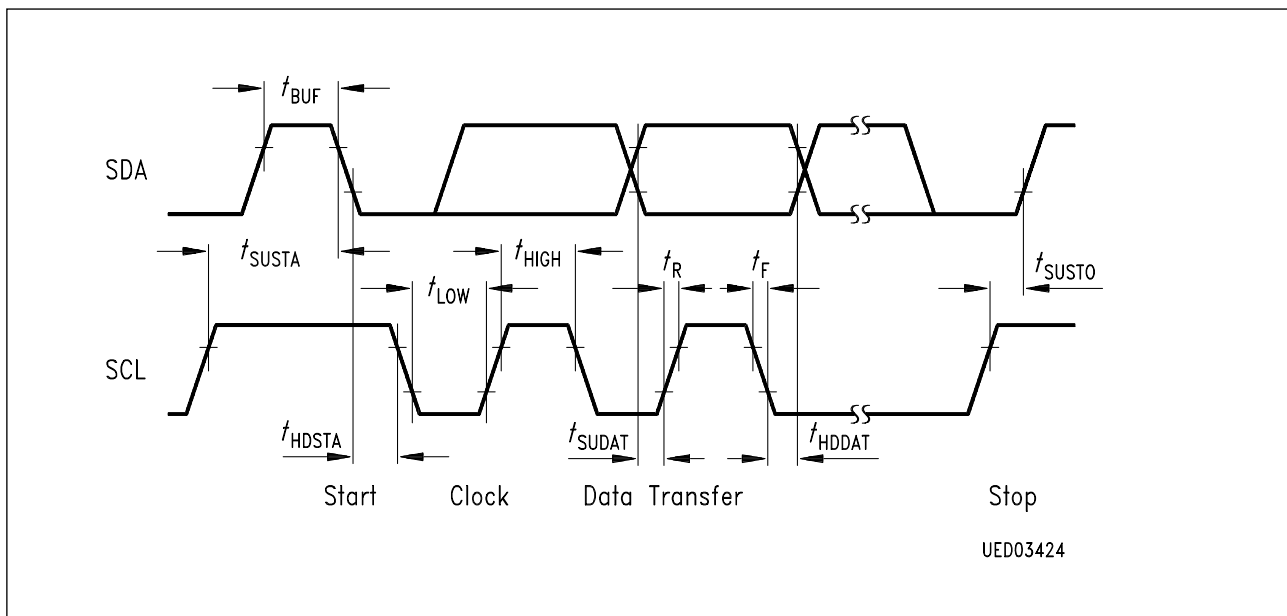 tBUF
SDA
tSUSTA
tHIGH
tR
tF
tSUSTO
tLOW
SCL
tHDSTA
tSUDAT
tHDDAT
Start
Clock
Data Transfer
Stop
UED03424